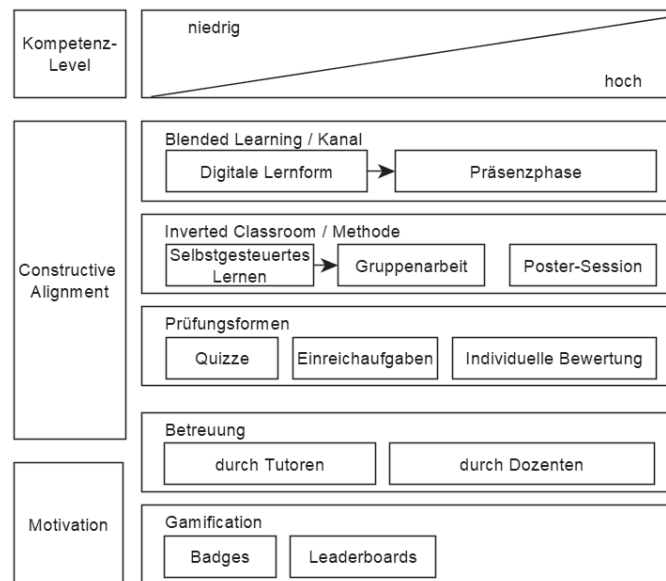 Kompetenz-
Level
niedrig
hoch
Constructive
Alignment
Blended Learning / Kanal
Digitale Lernform
Präsenzphase
Inverted Classroom / Methode
Selbstgesteuertes
Lernen
Gruppenarbeit
Poster-Session
Prüfungsformen
Quizze
Einreichaufgaben
Individuelle Bewertung
Betreuung
durch Tutoren
durch Dozenten
Motivation
Gamification
Badges
Leaderboards